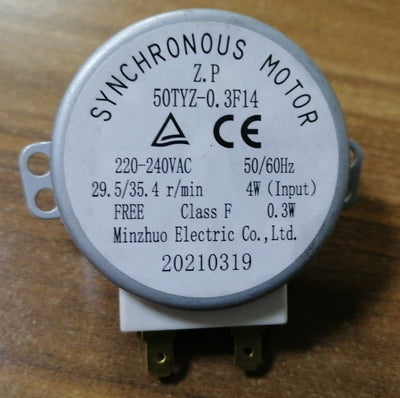 SYNCHRONOUS MOTOR
Z.P
50TYZ-0.3F14
CE
220-240VAC 50/60Hz
29.5/35.4 r/min 4W (Input)
FREE Class F 0.3W
Minzhuo Electric Co.,Ltd.
20210319